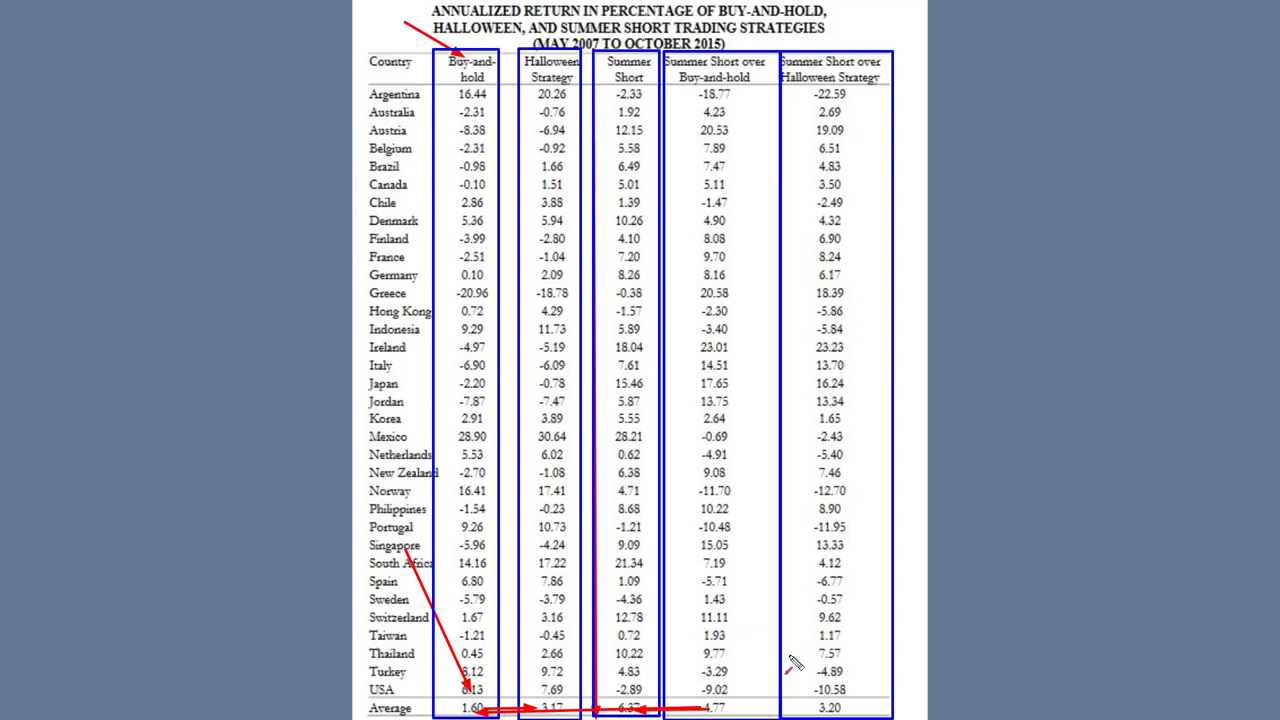 ANNUALIZED RETURN IN PERCENTAGE OF BUY-AND-HOLD,
HALLOWEEN, AND SUMMER SHORT TRADING STRATEGIES
(MAY 2007 TO OCTOBER 2015)
Country Buy-and-hold Halloween Strategy Summer Short Summer Short over Buy-and-hold Summer Short over Halloween Strategy
Argentina 16.44 20.26 -2.33 -18.77 -22.59
Australia -2.31 -0.76 1.92 4.23 2.69
Austria -8.38 -6.94 12.15 20.53 19.09
Belgium -2.31 -0.92 5.58 7.89 6.51
Brazil -0.98 1.66 6.49 7.47 4.83
Canada -0.10 1.51 5.01 5.11 3.50
Chile 2.86 3.88 1.39 -1.47 -2.49
Denmark 5.36 5.94 10.26 4.90 4.32
Finland -3.99 -2.80 4.10 8.08 6.90
France -2.51 -1.04 7.20 9.70 8.24
Germany 0.10 2.09 8.26 8.16 6.17
Greece -20.96 -18.78 -0.38 20.58 18.39
Hong Kong 0.72 4.29 -1.57 -2.30 -5.86
Indonesia 9.29 11.73 5.89 -3.40 -5.84
Ireland -4.97 -5.19 18.04 23.01 23.23
Italy -6.90 -6.09 7.61 14.51 13.70
Japan -2.20 -0.78 15.46 17.65 16.24
Jordan -7.87 -7.47 5.87 13.75 13.34
Korea 2.91 3.89 5.55 2.64 1.65
Mexico 28.90 30.64 28.21 -0.69 -2.43
Netherlands 5.53 6.02 0.62 -4.91 -5.40
New Zealand -2.70 -1.08 6.38 9.08 7.46
Norway 16.41 17.41 4.71 -11.70 -12.70
Philippines -1.54 -0.23 8.68 10.22 8.90
Portugal 9.26 10.73 -1.21 -10.48 -11.95
Singapore -5.96 -4.24 9.09 15.05 13.33
South Africa 14.16 17.22 21.34 7.19 4.12
Spain 6.80 7.86 1.09 -5.71 -6.77
Sweden -5.79 -3.79 -4.36 1.43 -0.57
Switzerland 1.67 3.16 12.78 11.11 9.62
Taiwan -1.21 -0.45 0.72 1.93 1.17
Thailand 0.45 2.66 10.22 9.77 7.57
Turkey 8.12 9.72 4.83 -3.29 -4.89
USA 6.13 7.69 -2.89 -9.02 -10.58
Average 1.60 3.17 6.37 4.77 3.20